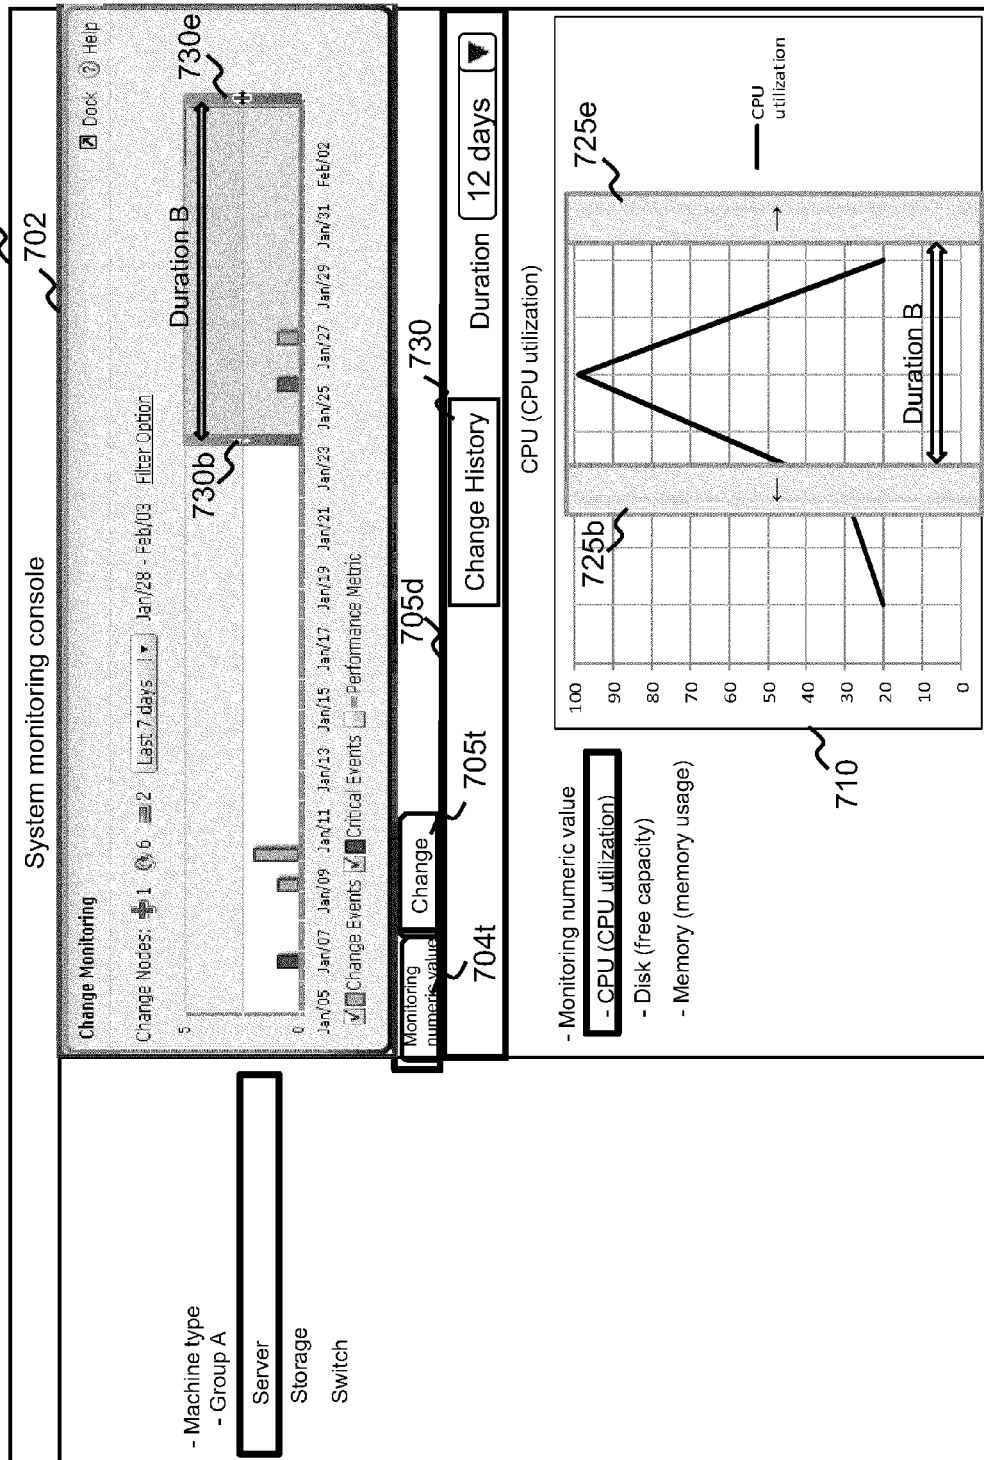 System monitoring console
702
Change Monitoring
Dock
? Help
Change Nodes: 1 6 2 Last 7 days Jan/28 - Feb/03 Filter Option
Duration B
730e
730b
5
0
Jan/05 Jan/07 Jan/09 Jan/11 Jan/13 Jan/15 Jan/17 Jan/19 Jan/21 Jan/23 Jan/25 Jan/27 Jan/29 Jan/31 Feb/02
Change Events Critical Events Performance Metric
- Machine type
- Group A
Server
Storage
Switch
Monitoring
numeric value
Change
704t
705t
705d
Change History
730
Duration 12 days
- Monitoring numeric value
- CPU (CPU utilization)
- Disk (free capacity)
- Memory (memory usage)
710
CPU (CPU utilization)
725b
725e
100
90
80
70
60
50
40
30
20
10
0
←
→
Duration B
CPU
utilization